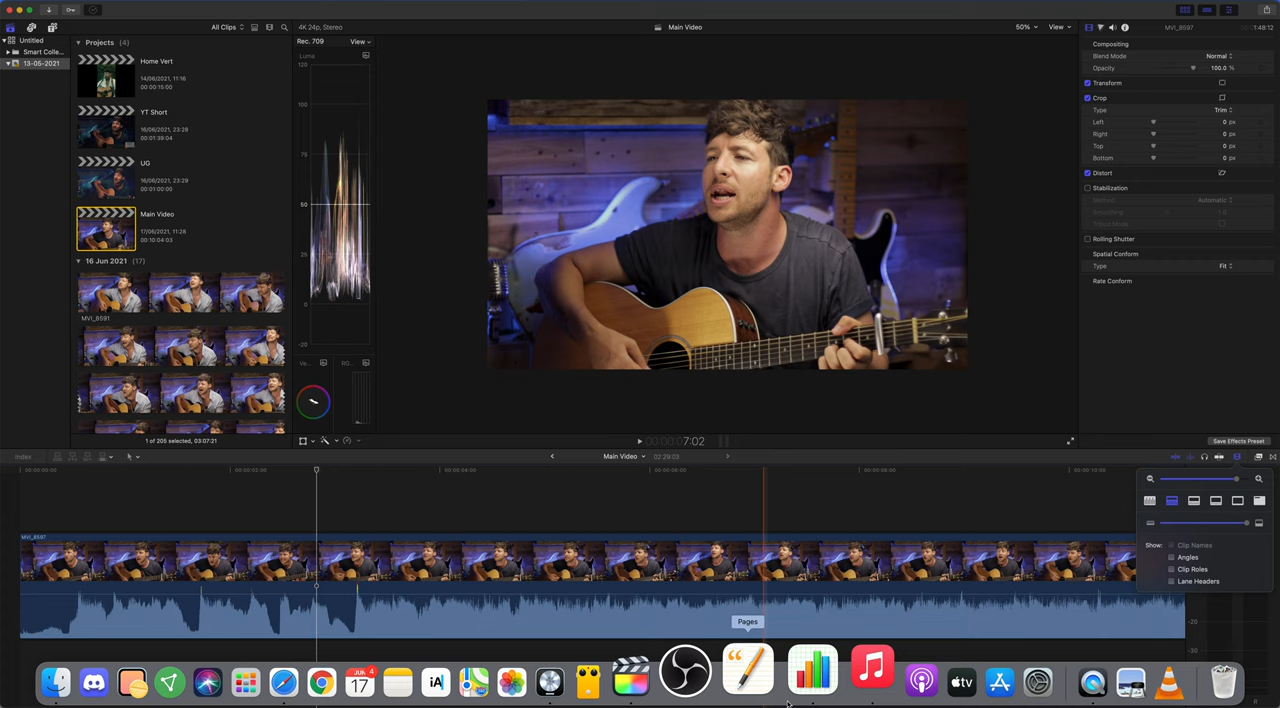 All Clips
4K 24p, Stereo
Main Video
50%
View
MVI_8597
1:48:12
Untitled
Smart Colle...
13-05-2021
Projects (4)
Home Vert
14/06/2021, 11:16
00:00:15:00
YT Short
16/06/2021, 23:28
00:01:39:04
UG
16/06/2021, 23:29
00:01:00:00
Main Video
17/06/2021, 11:28
00:10:04:03
16 Jun 2021 (17)
MVI_8591
1 of 205 selected, 03:07:21
Rec. 709
View
Luma
120
100
75
50
25
0
-20
Ve...
RG...
00:00:00:07:02
Compositing
Blend Mode
Normal
Opacity
100.0 %
Transform
Crop
Type
Trim
Left
0 px
Right
0 px
Top
0 px
Bottom
0 px
Distort
Stabilization
Method
Automatic
Smoothing
Tripod Mode
Rolling Shutter
Spatial Conform
Type
Fit
Rate Conform
Save Effects Preset
Index
Main Video
02:29:03
00:00:00:00
00:00:02:00
00:00:04:00
00:00:06:00
00:00:08:00
00:00:10:00
MVI_8597
Show:
Clip Names
Angles
Clip Roles
Lane Headers
-20
-30
Pages
JUN
4
17
iA
tv
R